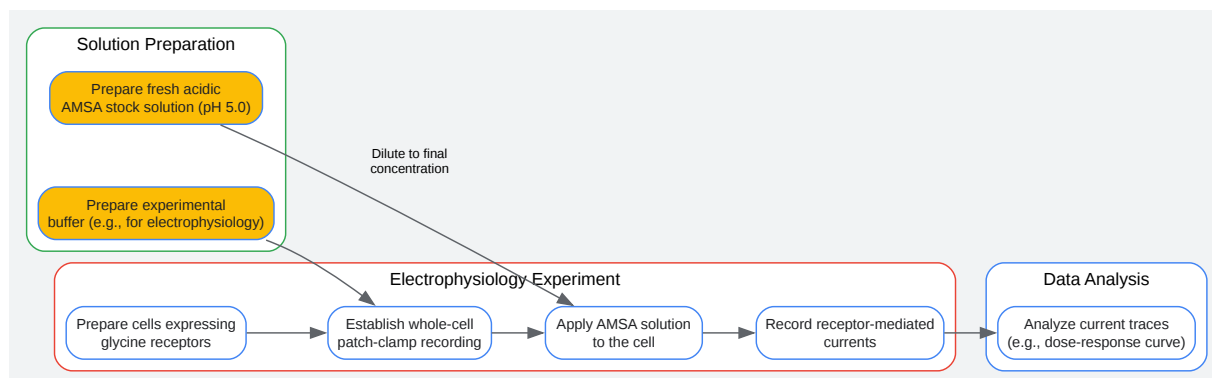 Solution Preparation
Prepare fresh acidic
AMSA stock solution (pH 5.0)
Dilute to final
concentration
Prepare experimental
buffer (e.g., for electrophysiology)
Electrophysiology Experiment
Prepare cells expressing
glycine receptors
Establish whole-cell
patch-clamp recording
Apply AMSA solution
to the cell
Record receptor-mediated
currents
Data Analysis
Analyze current traces
(e.g., dose-response curve)